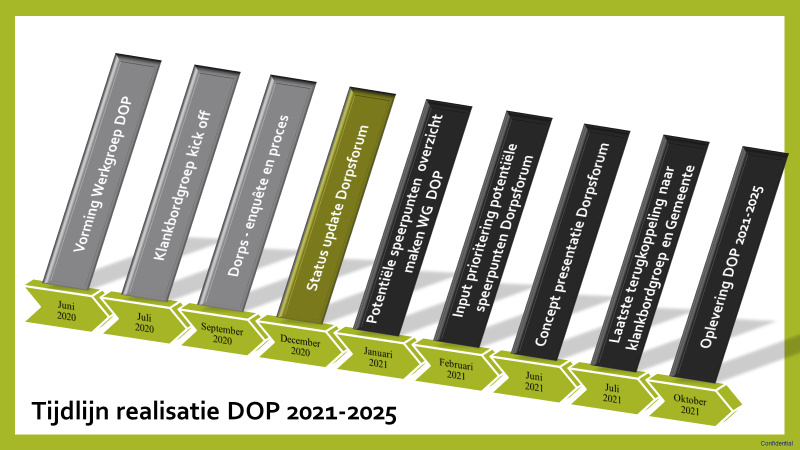 Vorming Werkgroep DOP
Klankbordgroep kick off
Dorps - enquête en proces
Status update Dorpsforum
Potentiële speerpunten overzicht
maken WG DOP
Input prioritering potentiële
speerpunten Dorpsforum
Concept presentatie Dorpsforum
Laatste terugkoppeling naar
klankbordgroep en Gemeente
Oplevering DOP 2021-2025
Juni
2020
Juli
2020
September
2020
December
2020
Januari
2021
Februari
2021
Juni
2021
Juli
2021
Oktober
2021
Tijdlijn realisatie DOP 2021-2025
Confidential